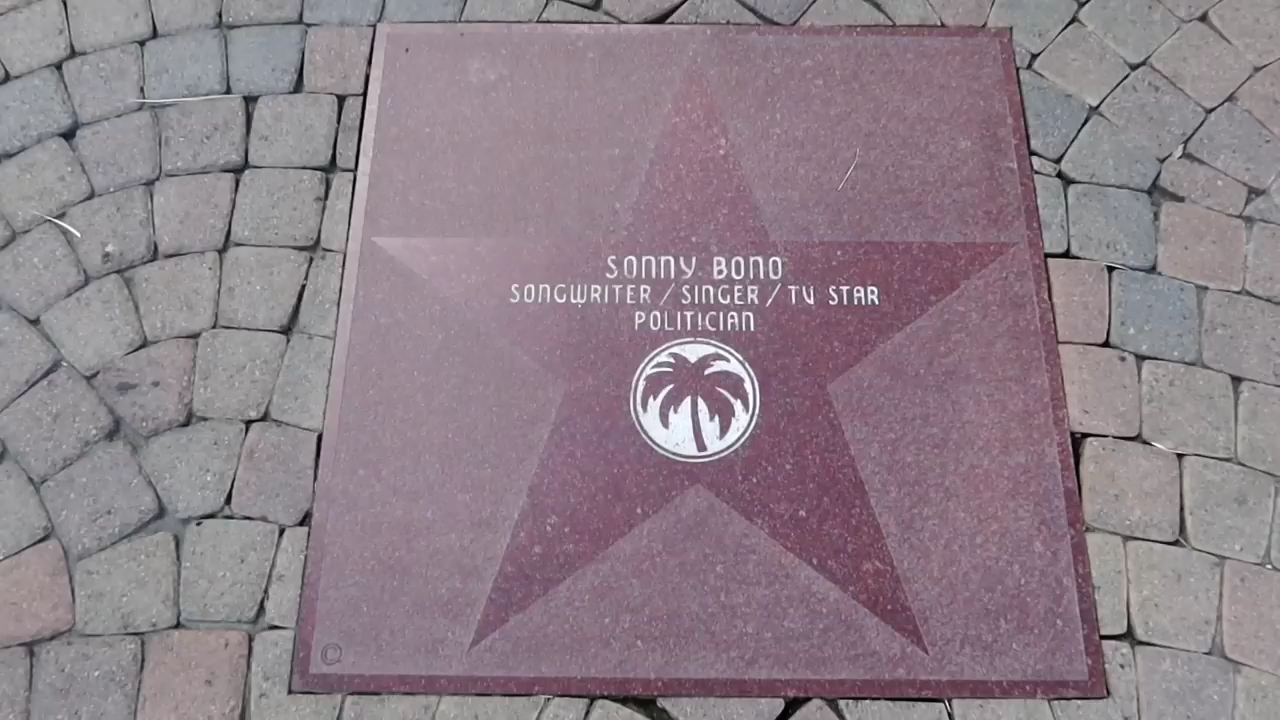 SONNY BONO
SONGWRITER / SINGER / TV STAR
POLITICIAN
©